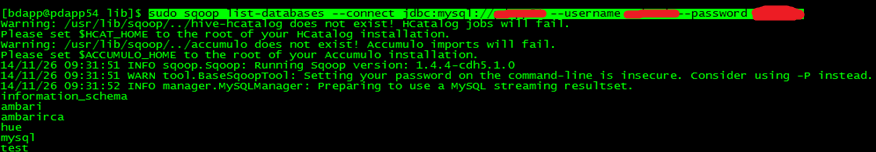 [bdapp@bdapp54 lib]$ sudo sqoop list-databases --connect jdbc:mysql:// --username --password
Warning: /usr/lib/sqoop/../hive-hcatalog does not exist! HCatalog jobs will fail.
Please set $HCAT_HOME to the root of your HCatalog installation.
Warning: /usr/lib/sqoop/../accumulo does not exist! Accumulo imports will fail.
Please set $ACCUMULO_HOME to the root of your Accumulo installation.
14/11/26 09:31:51 INFO sqoop.Sqoop: Running Sqoop version: 1.4.4-cdh5.1.0
14/11/26 09:31:51 WARN tool.BaseSqoopTool: Setting your password on the command-line is insecure. Consider using -P instead.
14/11/26 09:31:52 INFO manager.MySQLManager: Preparing to use a MySQL streaming resultset.
information_schema
ambari
ambarirca
hue
mysql
test